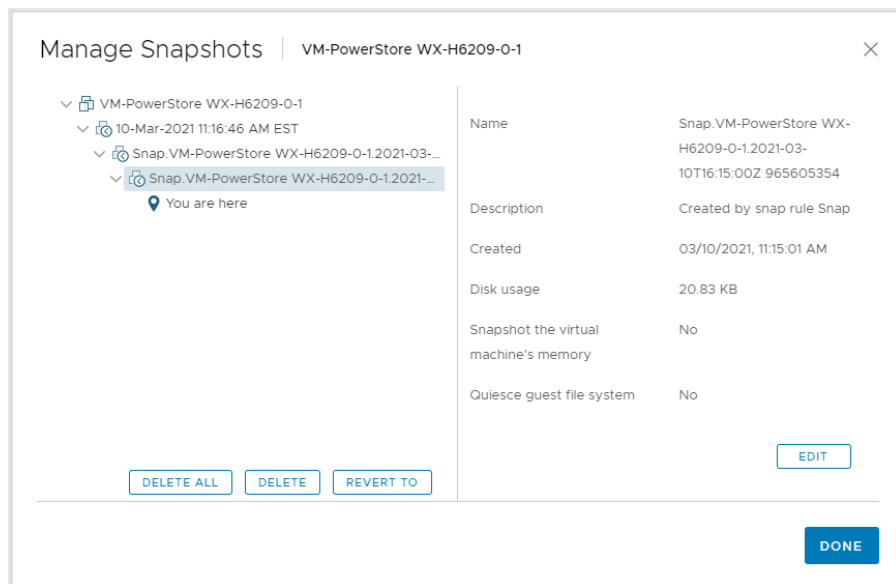 Manage Snapshots
VM-PowerStore WX-H6209-0-1
VM-PowerStore WX-H6209-0-1
10-Mar-2021 11:16:46 AM EST
Snap.VM-PowerStore WX-H6209-0-1.2021-03-...
Snap.VM-PowerStore WX-H6209-0-1.2021-...
You are here
DELETE ALL
DELETE
REVERT TO
Name
Snap.VM-PowerStore WX-
H6209-0-1.2021-03-
10T16:15:00Z 965605354
Description
Created by snap rule Snap
Created
03/10/2021, 11:15:01 AM
Disk usage
20.83 KB
Snapshot the virtual
machine's memory
No
Quiesce guest file system
No
EDIT
DONE